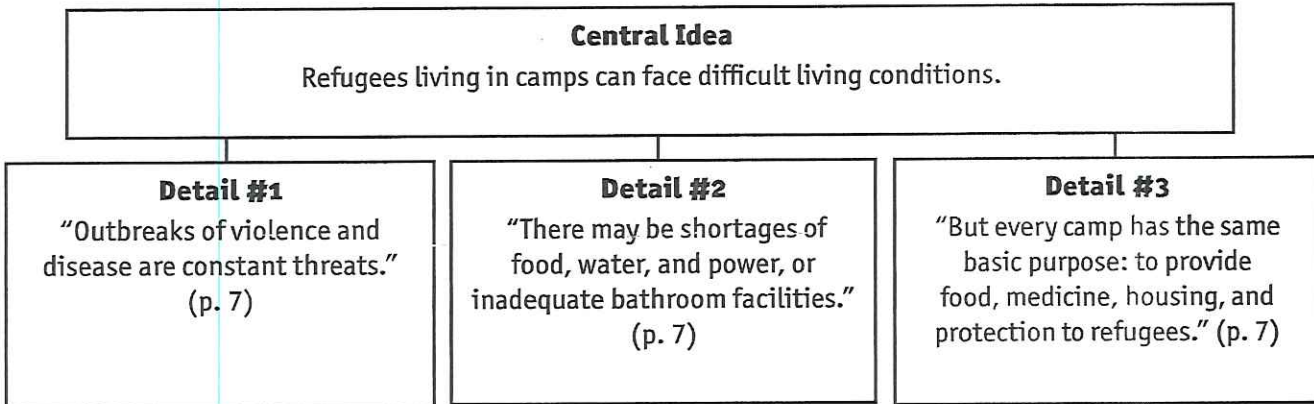 Central Idea
Refugees living in camps can face difficult living conditions.
Detail #1
“Outbreaks of violence and
disease are constant threats.”
(p. 7)
Detail #2
“There may be shortages of
food, water, and power, or
inadequate bathroom facilities.”
(p. 7)
Detail #3
“But every camp has the same
basic purpose: to provide
food, medicine, housing, and
protection to refugees.” (p. 7)